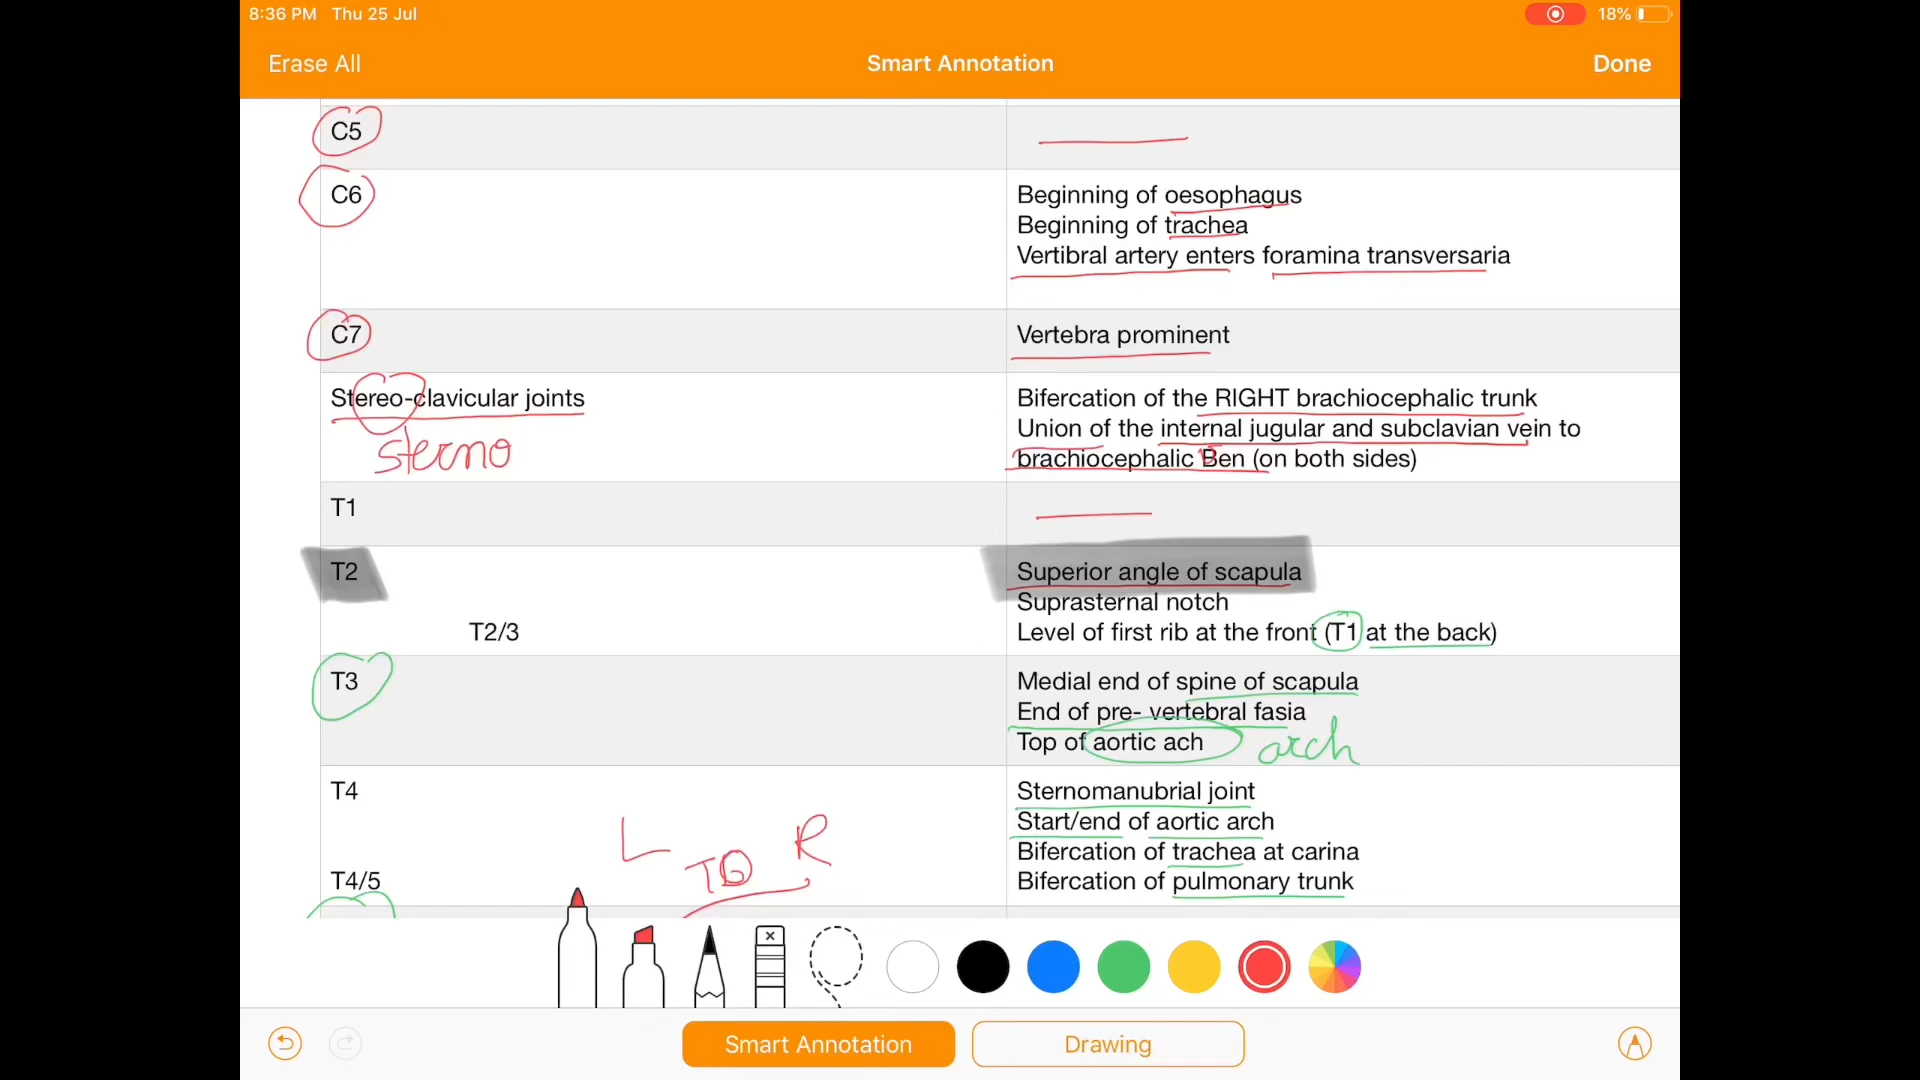 8:36 PM Thu 25 Jul
18%
Erase All
Smart Annotation
Done
C5
C6
Beginning of oesophagus
Beginning of trachea
Vertibral artery enters foramina transversaria
C7
Vertebra prominent
Stereo-clavicular joints
sterno
Bifercation of the RIGHT brachiocephalic trunk
Union of the internal jugular and subclavian vein to
brachiocephalic Ben (on both sides)
T1
T2
Superior angle of scapula
Suprasternal notch
T2/3
Level of first rib at the front (T1 at the back)
T3
Medial end of spine of scapula
End of pre- vertebral fasia
Top of aortic ach
arch
T4
Sternomanubrial joint
Start/end of aortic arch
Bifercation of trachea at carina
T4/5
Bifercation of pulmonary trunk
L
R
Smart Annotation
Drawing